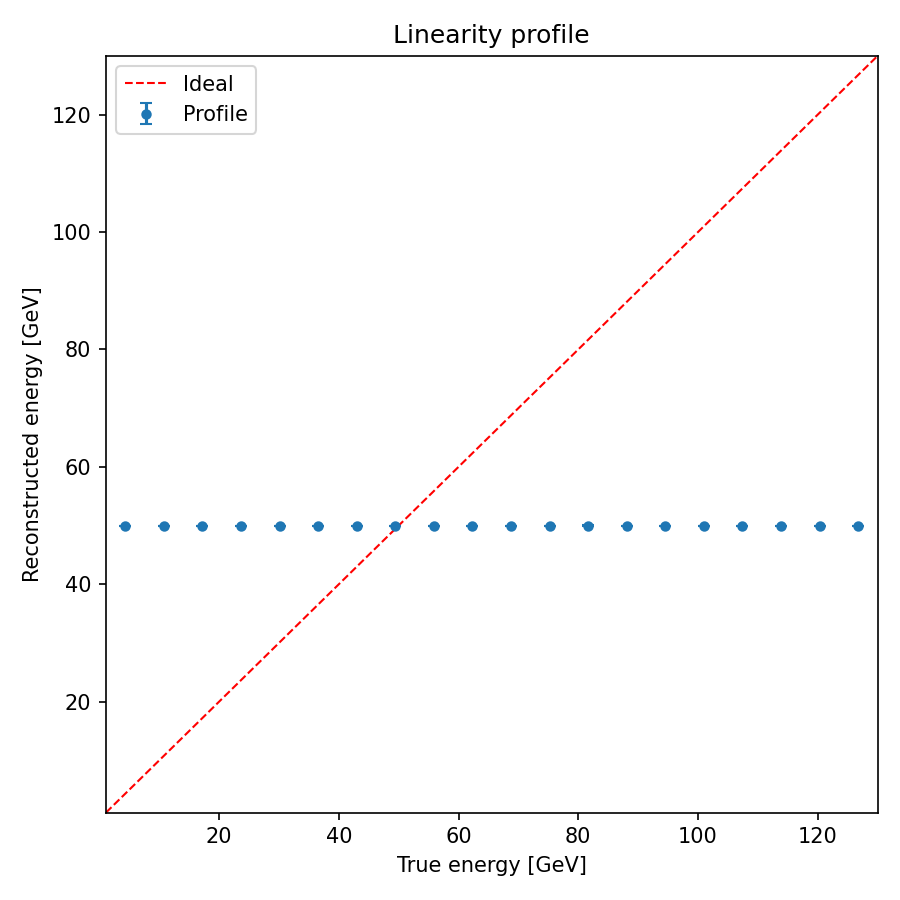 Linearity profile
Ideal
Profile
Reconstructed energy [GeV]
120
100
80
60
40
20
20 40 60 80 100 120
True energy [GeV]